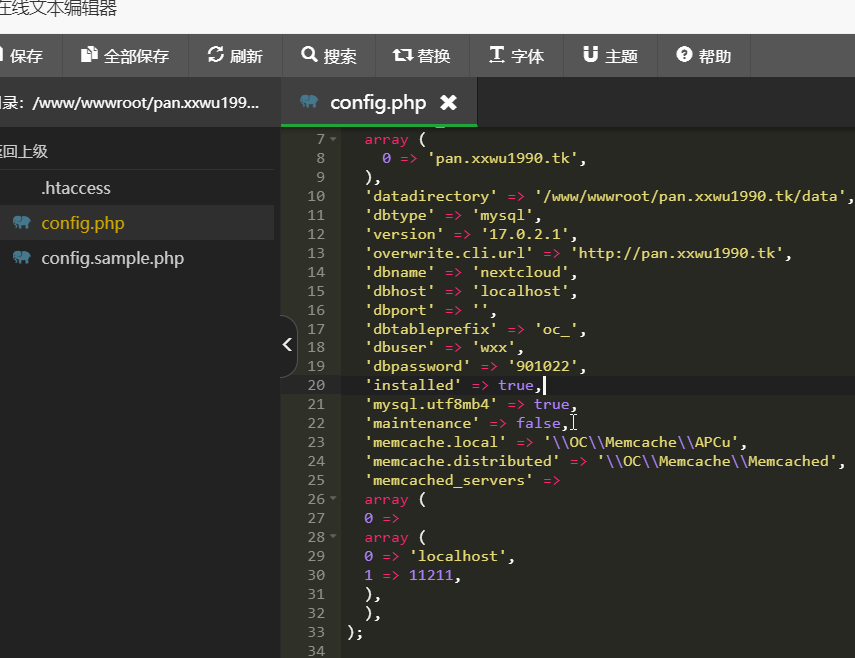 在线文本编辑器
保存 全部保存 刷新 搜索 替换 字体 主题 帮助
录: /www/wwwroot/pan.xxwu199... config.php
返回上级
.htaccess
config.php
config.sample.php
7 array (
8 0 => 'pan.xxwu1990.tk',
9 ),
10 'datadirectory' => '/www/wwwroot/pan.xxwu1990.tk/data',
11 'dbtype' => 'mysql',
12 'version' => '17.0.2.1',
13 'overwrite.cli.url' => 'http://pan.xxwu1990.tk',
14 'dbname' => 'nextcloud',
15 'dbhost' => 'localhost',
16 'dbport' => '',
17 'dbtableprefix' => 'oc_',
18 'dbuser' => 'wxx',
19 'dbpassword' => '901022',
20 'installed' => true,
21 'mysql.utf8mb4' => true,
22 'maintenance' => false,
23 'memcache.local' => '\\OC\\Memcache\\APCu',
24 'memcache.distributed' => '\\OC\\Memcache\\Memcached',
25 'memcached_servers' =>
26 array (
27 0 =>
28 array (
29 0 => 'localhost',
30 1 => 11211,
31 ),
32 ),
33 );
34